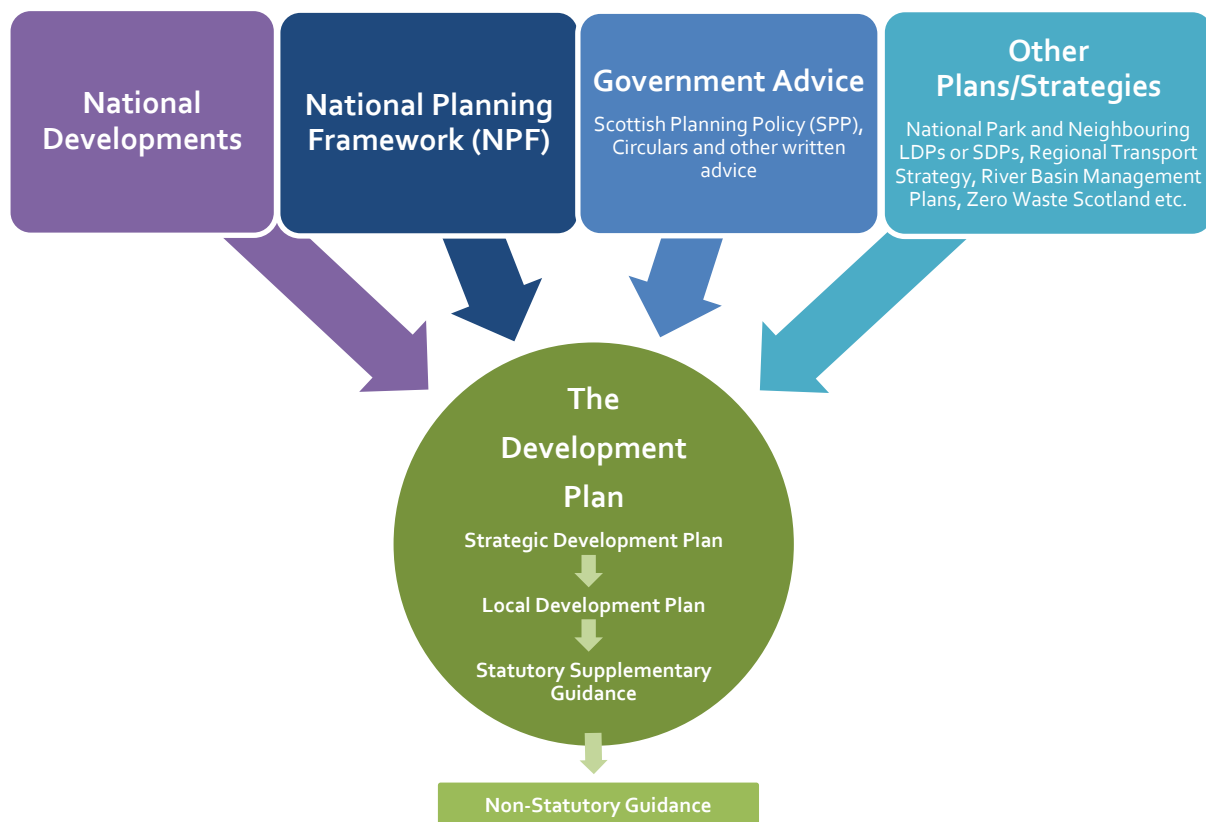 National
Developments
National Planning
Framework (NPF)
Government Advice
Scottish Planning Policy (SPP),
Circulars and other written
advice
Other
Plans/Strategies
National Park and Neighbouring
LDPs or SDPs, Regional Transport
Strategy, River Basin Management
Plans, Zero Waste Scotland etc.
The
Development
Plan
Strategic Development Plan
Local Development Plan
Statutory Supplementary
Guidance
Non-Statutory Guidance